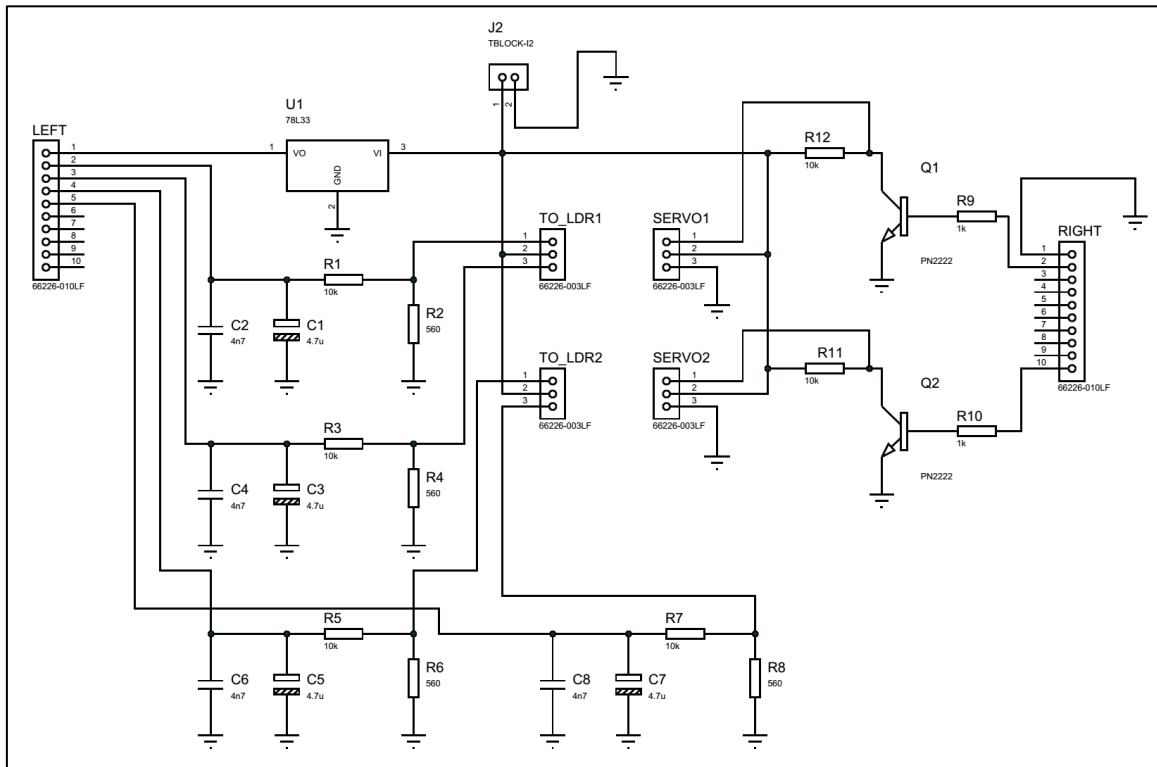 J2
TBLOCK-I2
1
2
U1
78L33
1
VO
VI
3
GND
2
LEFT
1
2
3
4
5
6
7
8
9
10
66226-010LF
R12
10k
Q1
PN2222
R9
1k
RIGHT
1
2
3
4
5
6
7
8
9
10
66226-010LF
TO_LDR1
1
2
3
66226-003LF
SERVO1
1
2
3
66226-003LF
R1
10k
R2
560
C2
4n7
C1
4.7u
TO_LDR2
1
2
3
66226-003LF
SERVO2
1
2
3
66226-003LF
R11
10k
Q2
PN2222
R10
1k
R3
10k
R4
560
C4
4n7
C3
4.7u
R5
10k
R6
560
C6
4n7
C5
4.7u
R7
10k
R8
560
C8
4n7
C7
4.7u